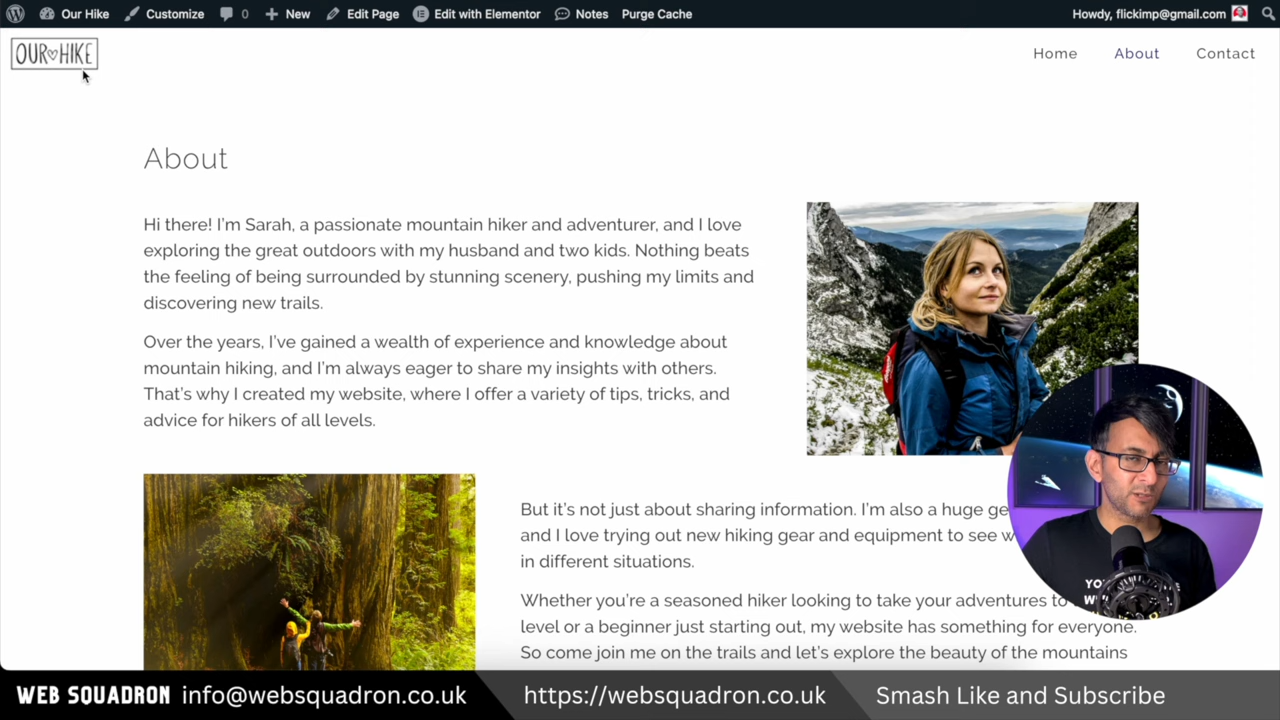 Our Hike Customize 0 New Edit Page Edit with Elementor Notes Purge Cache Howdy, flickimp@gmail.com
OUR HIKE
Home About Contact
About
Hi there! I'm Sarah, a passionate mountain hiker and adventurer, and I love
exploring the great outdoors with my husband and two kids. Nothing beats
the feeling of being surrounded by stunning scenery, pushing my limits and
discovering new trails.
Over the years, I've gained a wealth of experience and knowledge about
mountain hiking, and I'm always eager to share my insights with others.
That's why I created my website, where I offer a variety of tips, tricks, and
advice for hikers of all levels.
But it's not just about sharing information. I'm also a huge
and I love trying out new hiking gear and equipment to see
in different situations.
Whether you're a seasoned hiker looking to take your adventures to
level or a beginner just starting out, my website has something for everyone.
So come join me on the trails and let's explore the beauty of the mountains
WEB SQUADRON info@websquadron.co.uk https://websquadron.co.uk Smash Like and Subscribe